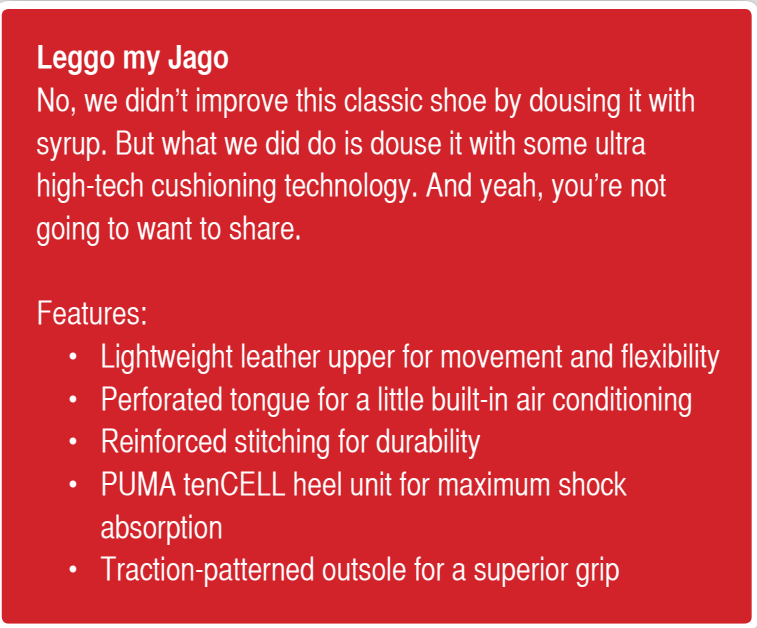 Leggo my Jago
No, we didn’t improve this classic shoe by dousing it with
syrup. But what we did do is douse it with some ultra
high-tech cushioning technology. And yeah, you’re not
going to want to share.
Features:
• Lightweight leather upper for movement and flexibility
• Perforated tongue for a little built-in air conditioning
• Reinforced stitching for durability
• PUMA tenCELL heel unit for maximum shock
absorption
• Traction-patterned outsole for a superior grip